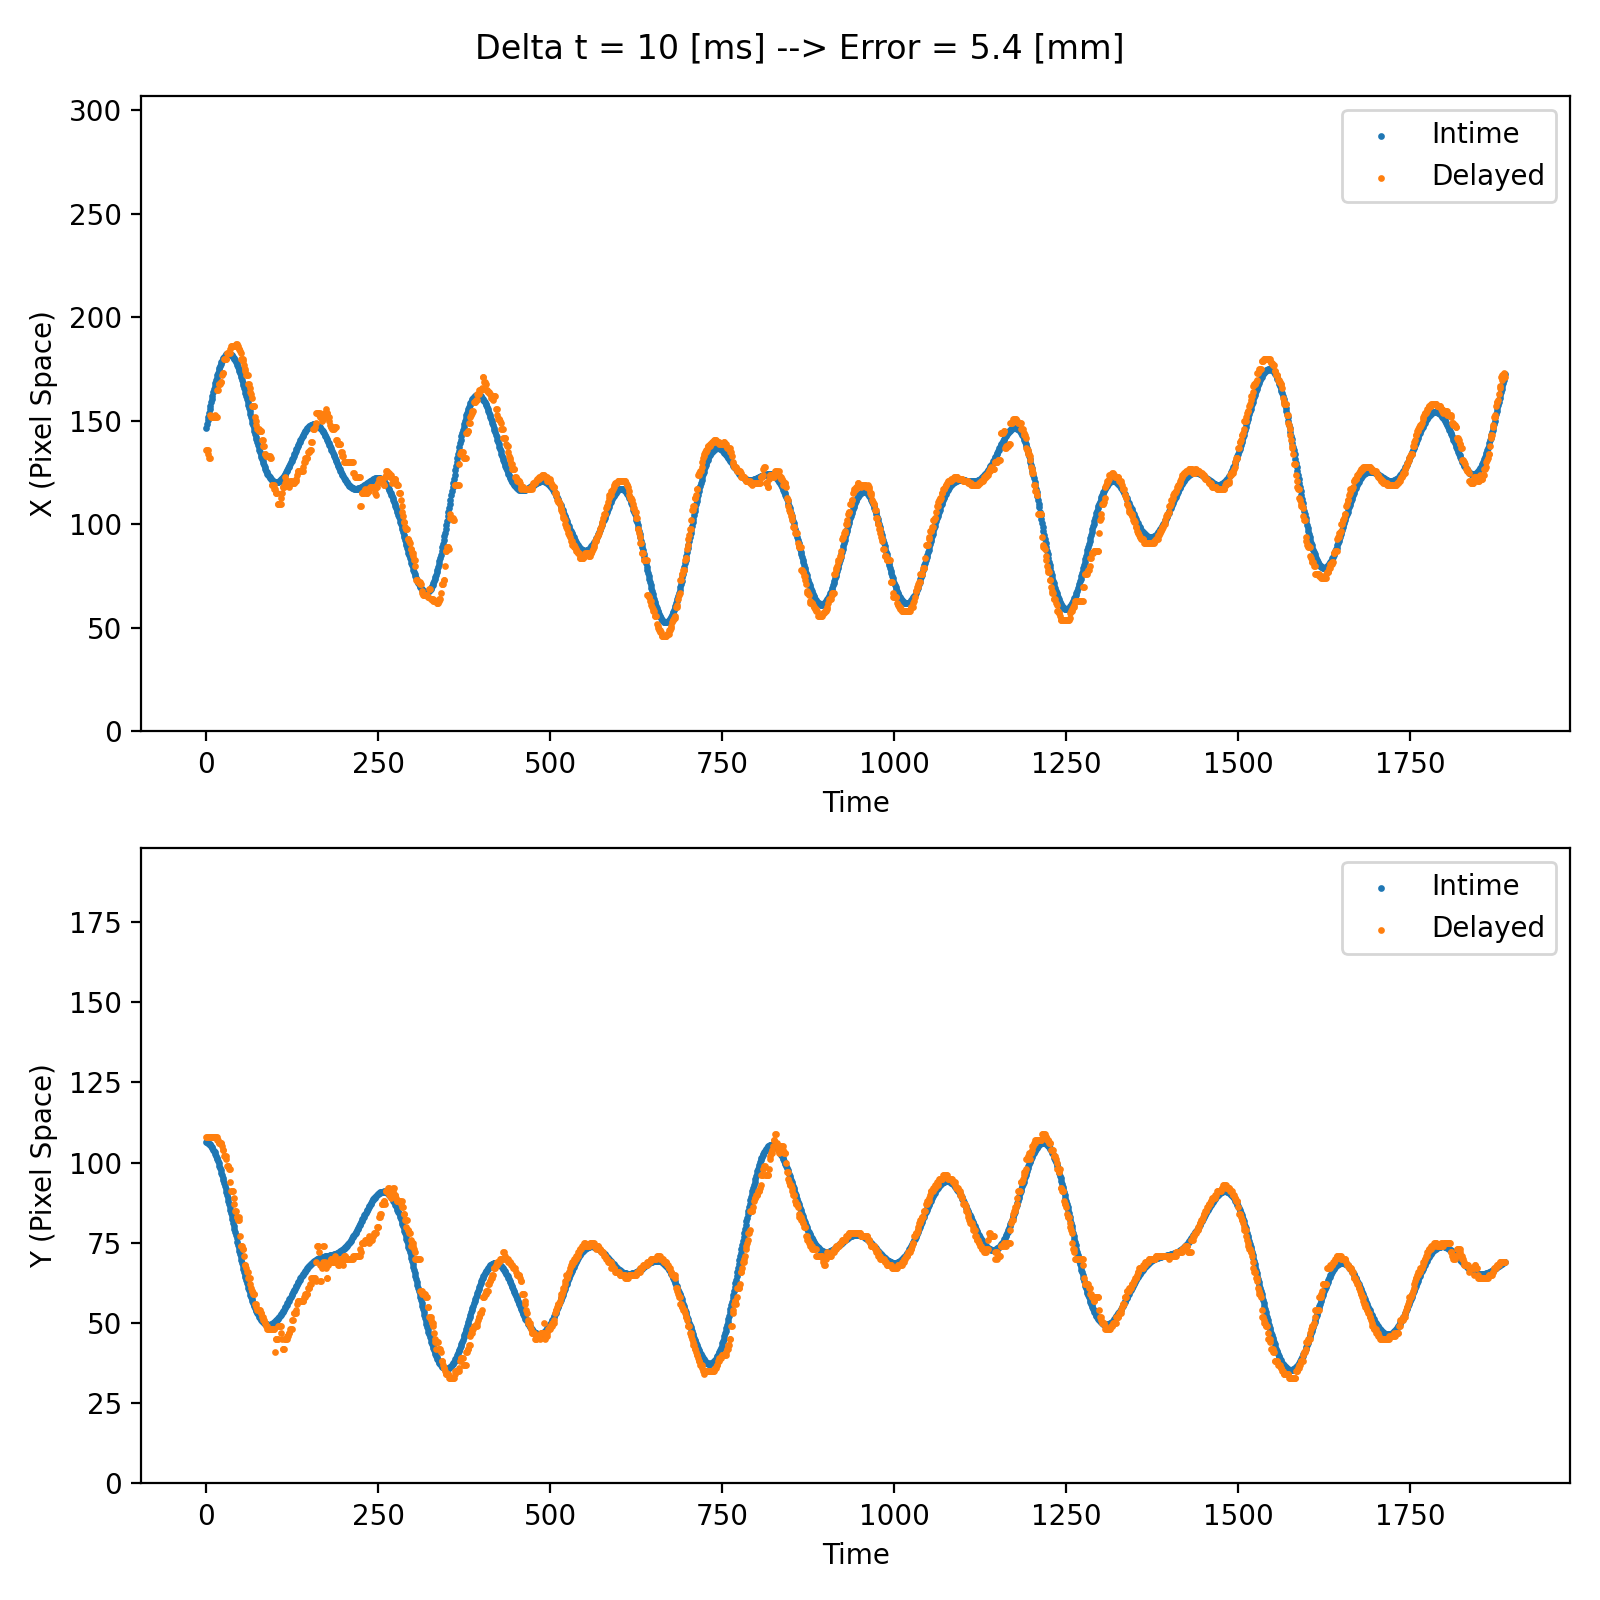 Delta t = 10 [ms] --> Error = 5.4 [mm]
300
250
200
150
100
50
0
X (Pixel Space)
Intime
Delayed
0 250 500 750 1000 1250 1500 1750
Time
175
150
125
100
75
50
25
0
Y (Pixel Space)
Intime
Delayed
0 250 500 750 1000 1250 1500 1750
Time